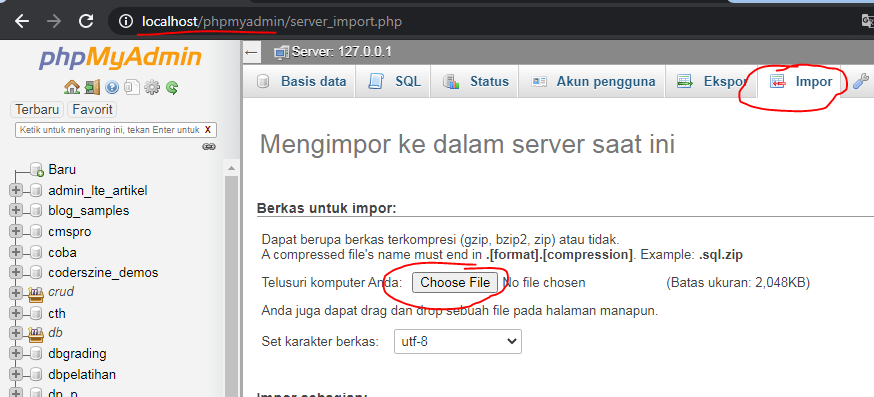 localhost/phpmyadmin/server_import.php
phpMyAdmin
Server: 127.0.0.1
Basis data
SQL
Status
Akun pengguna
Ekspor
Impor
Terbaru
Favorit
Ketik untuk menyaring ini, tekan Enter untuk
X
Baru
admin_lte_artikel
blog_samples
cmspro
coba
coderszine_demos
crud
cth
db
dbgrading
dbpelatihan
dp_p
Mengimpor ke dalam server saat ini
Berkas untuk impor:
Dapat berupa berkas terkompresi (gzip, bzip2, zip) atau tidak.
A compressed file's name must end in .[format].[compression]. Example: .sql.zip
Telusuri komputer Anda: Choose File No file chosen (Batas ukuran: 2,048KB)
Anda juga dapat drag dan drop sebuah file pada halaman manapun.
Set karakter berkas: utf-8
Impor sebagian: